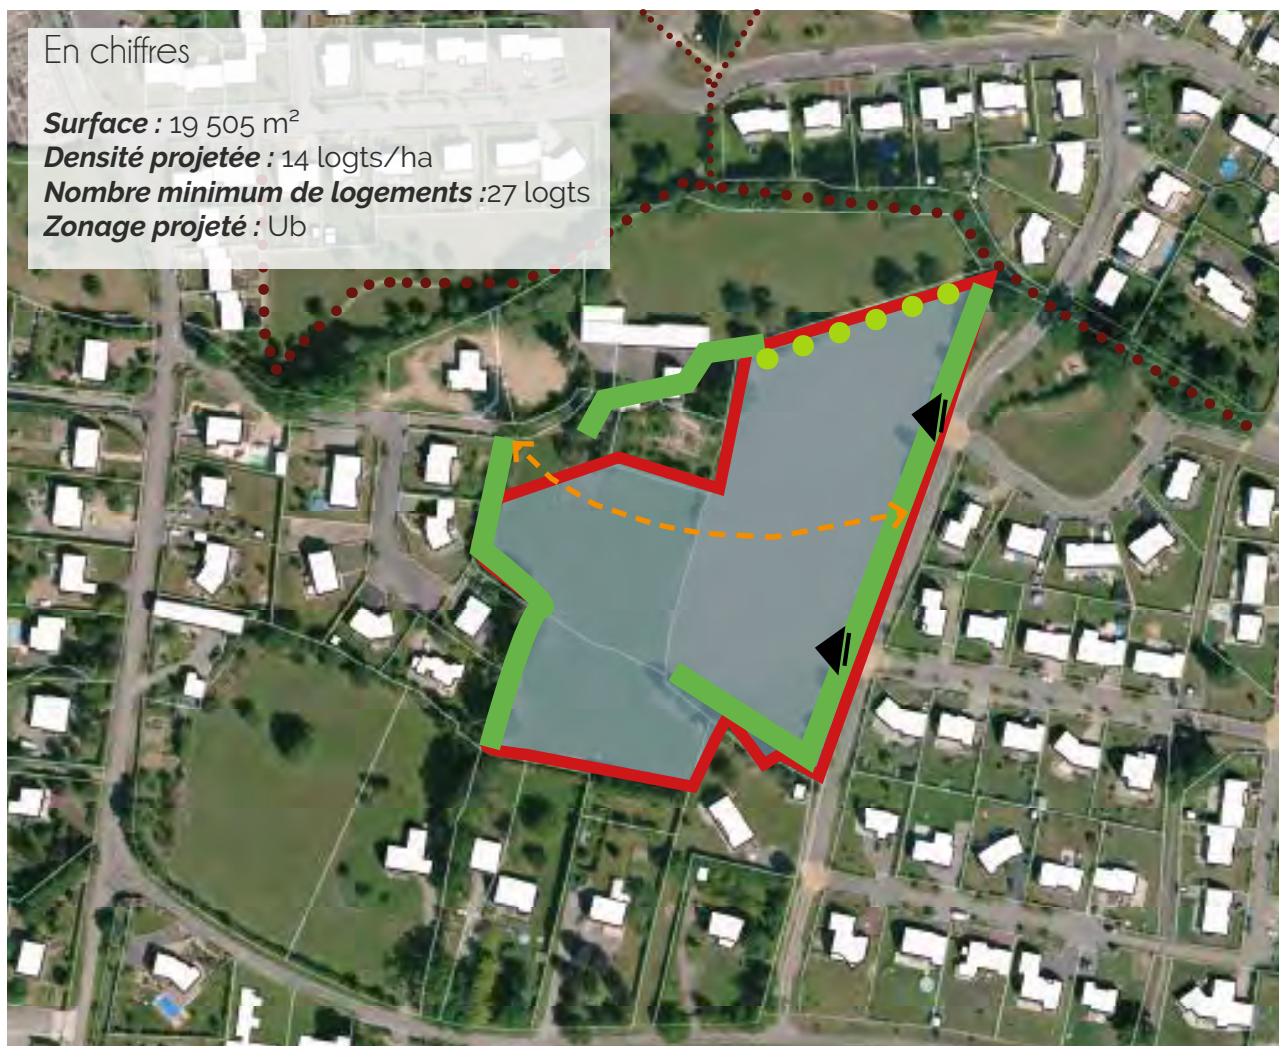 En chiffres
Surface : 19 505 m²
Densité projetée : 14 logts/ha
Nombre minimum de logements :27 logts
Zonage projeté : Ub